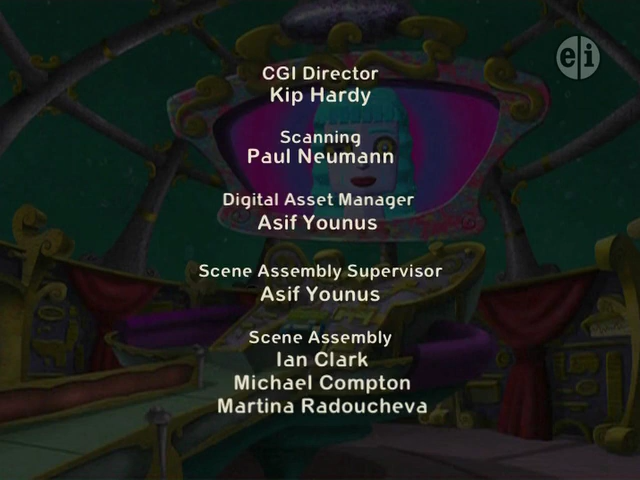 e/i
CGI Director
Kip Hardy
Scanning
Paul Neumann
Digital Asset Manager
Asif Younus
Scene Assembly Supervisor
Asif Younus
Scene Assembly
Ian Clark
Michael Compton
Martina Radoucheva